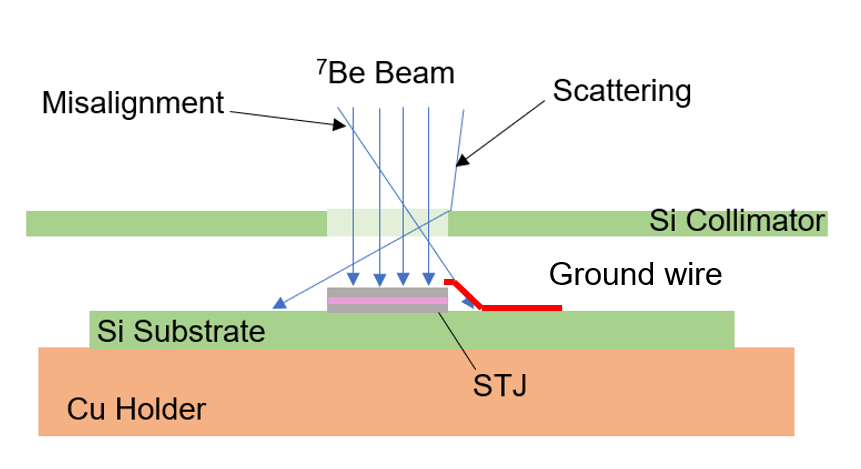 ⁷Be Beam
Misalignment
Scattering
Si Collimator
Ground wire
Si Substrate
STJ
Cu Holder